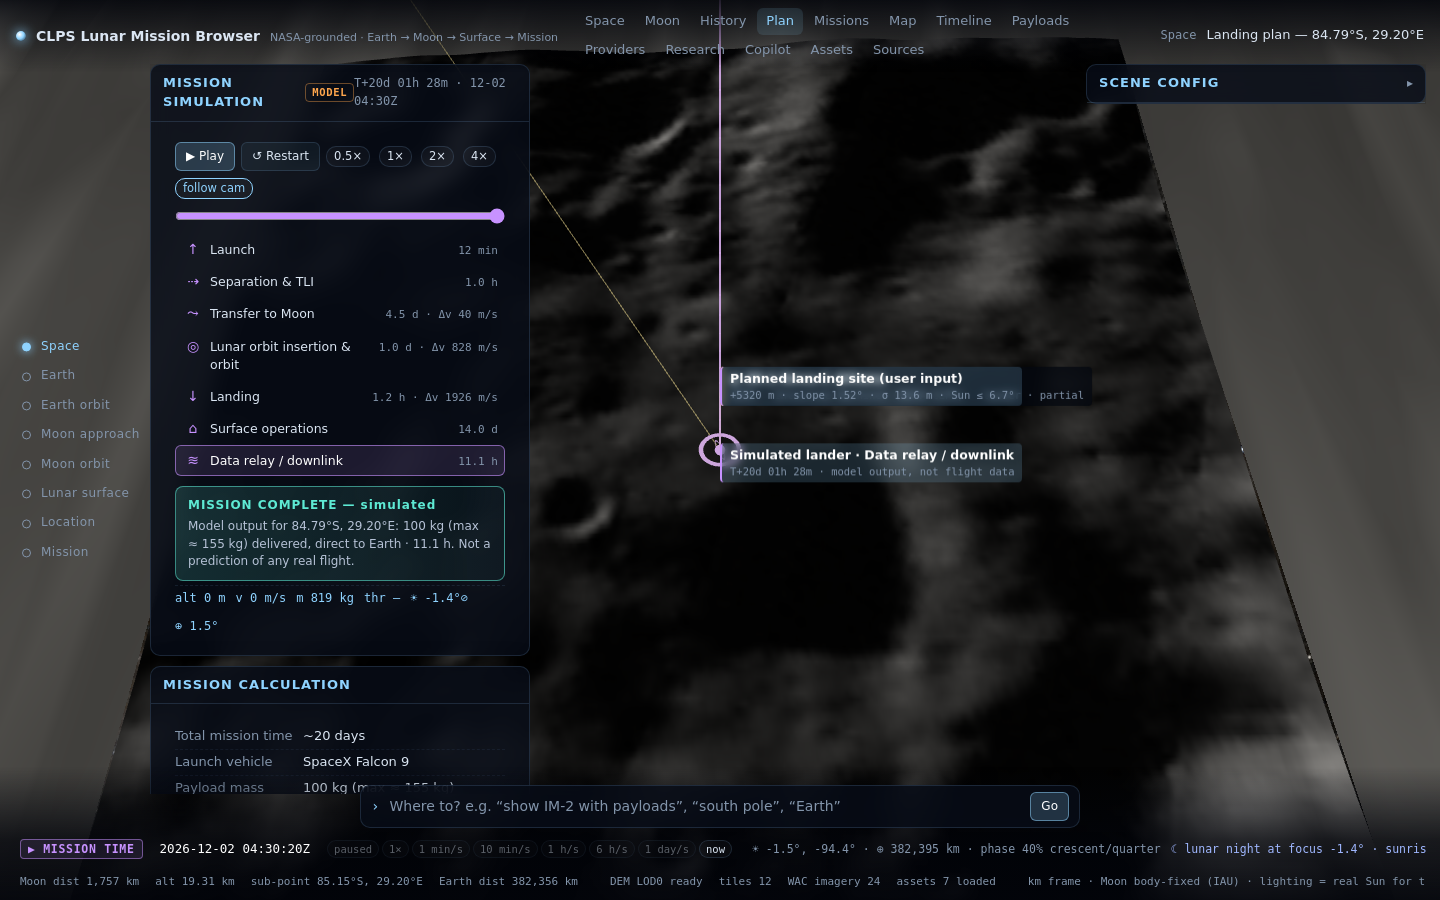 CLPS Lunar Mission Browser NASA-grounded · Earth → Moon → Surface → Mission
Space Moon History Plan Missions Map Timeline Payloads
Providers Research Copilot Assets Sources
Space Landing plan — 84.79°S, 29.20°E
MISSION SIMULATION
MODEL
T+20d 01h 28m · 12-02 04:30Z
▶ Play ↺ Restart 0.5× 1× 2× 4×
follow cam
↑ Launch 12 min
⇢ Separation & TLI 1.0 h
⤳ Transfer to Moon 4.5 d · Δv 40 m/s
◎ Lunar orbit insertion & orbit 1.0 d · Δv 828 m/s
↓ Landing 1.2 h · Δv 1926 m/s
⌂ Surface operations 14.0 d
≋ Data relay / downlink 11.1 h
MISSION COMPLETE — simulated
Model output for 84.79°S, 29.20°E: 100 kg (max
≈ 155 kg) delivered, direct to Earth · 11.1 h. Not a
prediction of any real flight.
alt 0 m v 0 m/s m 819 kg thr — ☀ -1.4°⊘
⊕ 1.5°
MISSION CALCULATION
Total mission time ~20 days
Launch vehicle SpaceX Falcon 9
Payload mass 100 kg (max ≈ 155 kg)
Space
Earth
Earth orbit
Moon approach
Moon orbit
Lunar surface
Location
Mission
SCENE CONFIG ▸
Planned landing site (user input)
+5320 m · slope 1.52° · σ 13.6 m · Sun ≤ 6.7° · partial
Simulated lander · Data relay / downlink
T+20d 01h 28m · model output, not flight data
› Where to? e.g. “show IM-2 with payloads”, “south pole”, “Earth” Go
▶ MISSION TIME 2026-12-02 04:30:20Z paused 1× 1 min/s 10 min/s 1 h/s 6 h/s 1 day/s now ☀ -1.5°, -94.4° · ⊕ 382,395 km · phase 40% crescent/quarter ☾ lunar night at focus -1.4° · sunris
Moon dist 1,757 km alt 19.31 km sub-point 85.15°S, 29.20°E Earth dist 382,356 km DEM LOD0 ready tiles 12 WAC imagery 24 assets 7 loaded km frame · Moon body-fixed (IAU) · lighting = real Sun for t